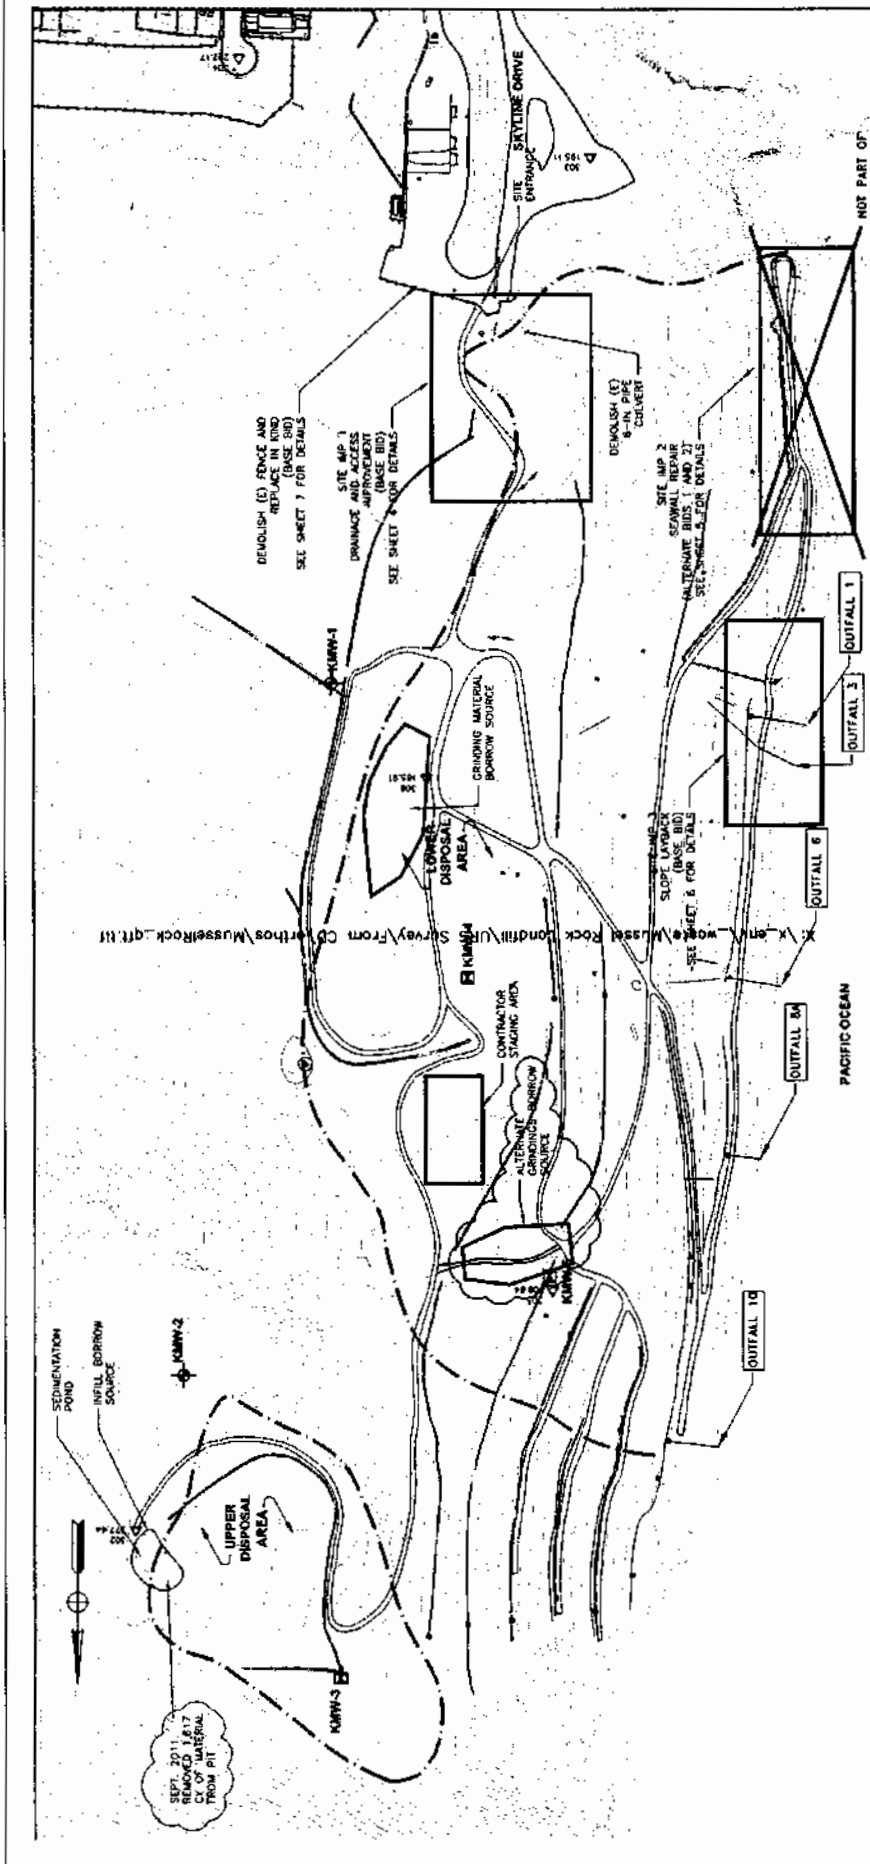 SKYLINE DRIVE
SITE
ENTRANCE
303
195.11
NOT PART OF
DEMOLISH (E) FENCE AND
REPLACE IN KIND
(BASE BID)
SEE SHEET 7 FOR DETAILS
SITE IMP 1
DRAINAGE AND ACCESS
IMPROVEMENT
(BASE BID)
SEE SHEET 4 FOR DETAILS
DEMOLISH (E)
6-IN PIPE
CULVERT
SITE IMP 2
SEAWALL REPAIR
(ALTERNATE BIDS 1 AND 2)
SEE SHEET 5 FOR DETAILS
KMW-1
GRINDING MATERIAL
BORROW SOURCE
LOWER
DISPOSAL
AREA
SITE IMP 3
SLOPE LAYBACK
(BASE BID)
SEE SHEET 6 FOR DETAILS
OUTFALL 1
OUTFALL 3
OUTFALL 6
OUTFALL 8A
OUTFALL 10
PACIFIC OCEAN
CONTRACTOR
STAGING AREA
ALTERNATE
GRINDINGS BORROW
SOURCE
KMW-2
SEDIMENTATION
POND
INFILL BORROW
SOURCE
UPPER
DISPOSAL
AREA
KMW-3
SEPT. 2011
REMOVED 1,617
CY OF MATERIAL
FROM PIT